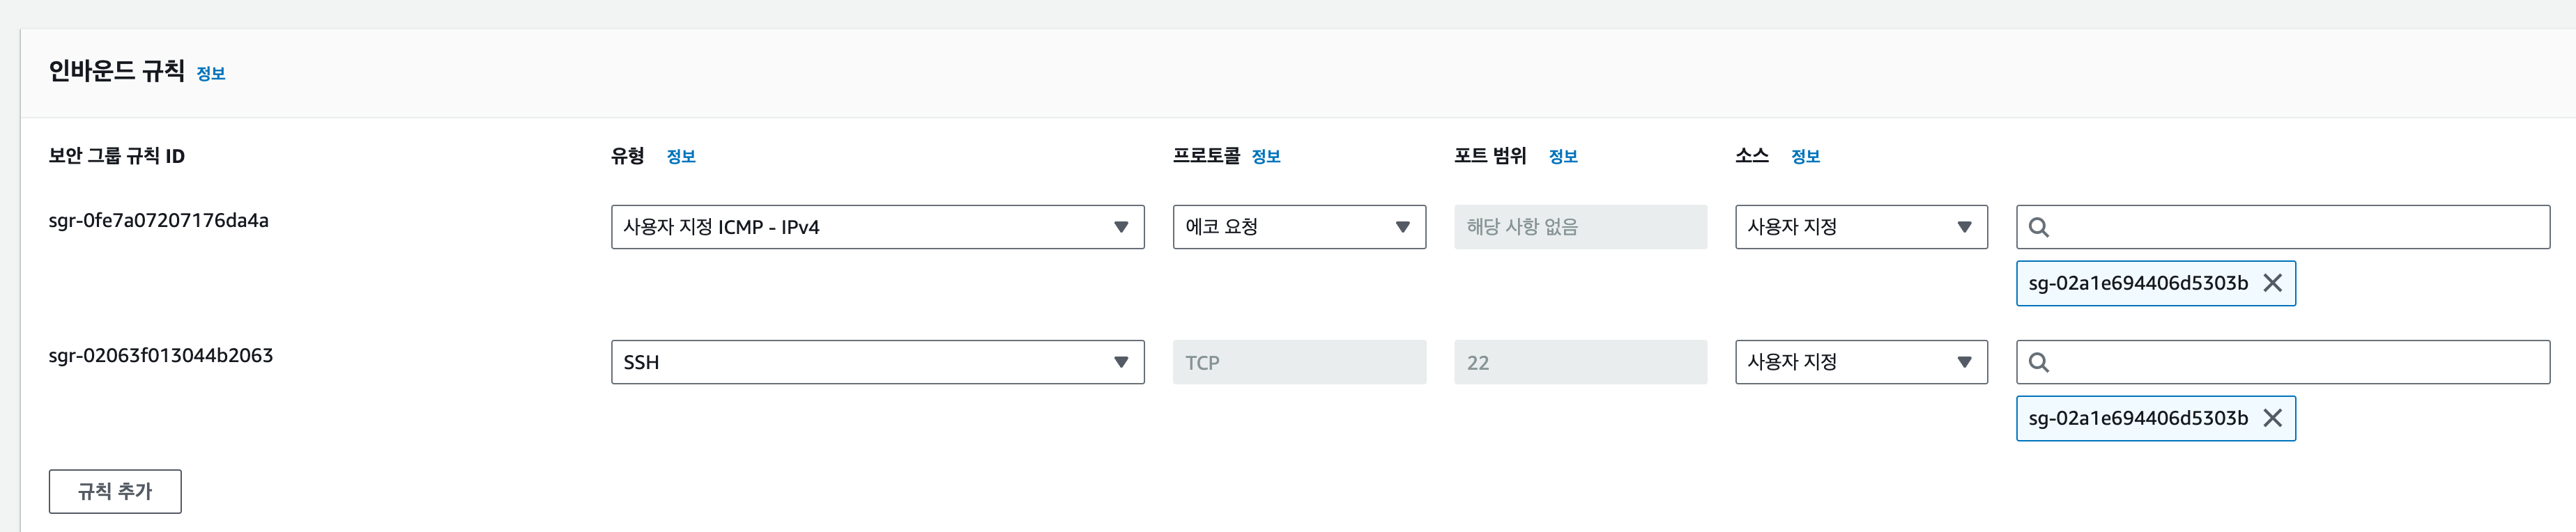 인바운드 규칙 정보
보안 그룹 규칙 ID 유형 정보 프로토콜 정보 포트 범위 정보 소스 정보
sgr-0fe7a07207176da4a 사용자 지정 ICMP - IPv4 에코 요청 해당 사항 없음 사용자 지정
sg-02a1e694406d5303b
sgr-02063f013044b2063 SSH TCP 22 사용자 지정
sg-02a1e694406d5303b
규칙 추가